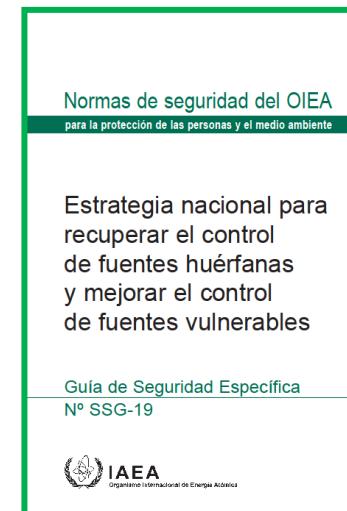 Normas de seguridad del OIEA
para la protección de las personas y el medio ambiente
Estrategia nacional para
recuperar el control
de fuentes huérfanas
y mejorar el control
de fuentes vulnerables
Guía de Seguridad Específica
Nº SSG-19
IAEA
Organismo Internacional de Energía Atómica